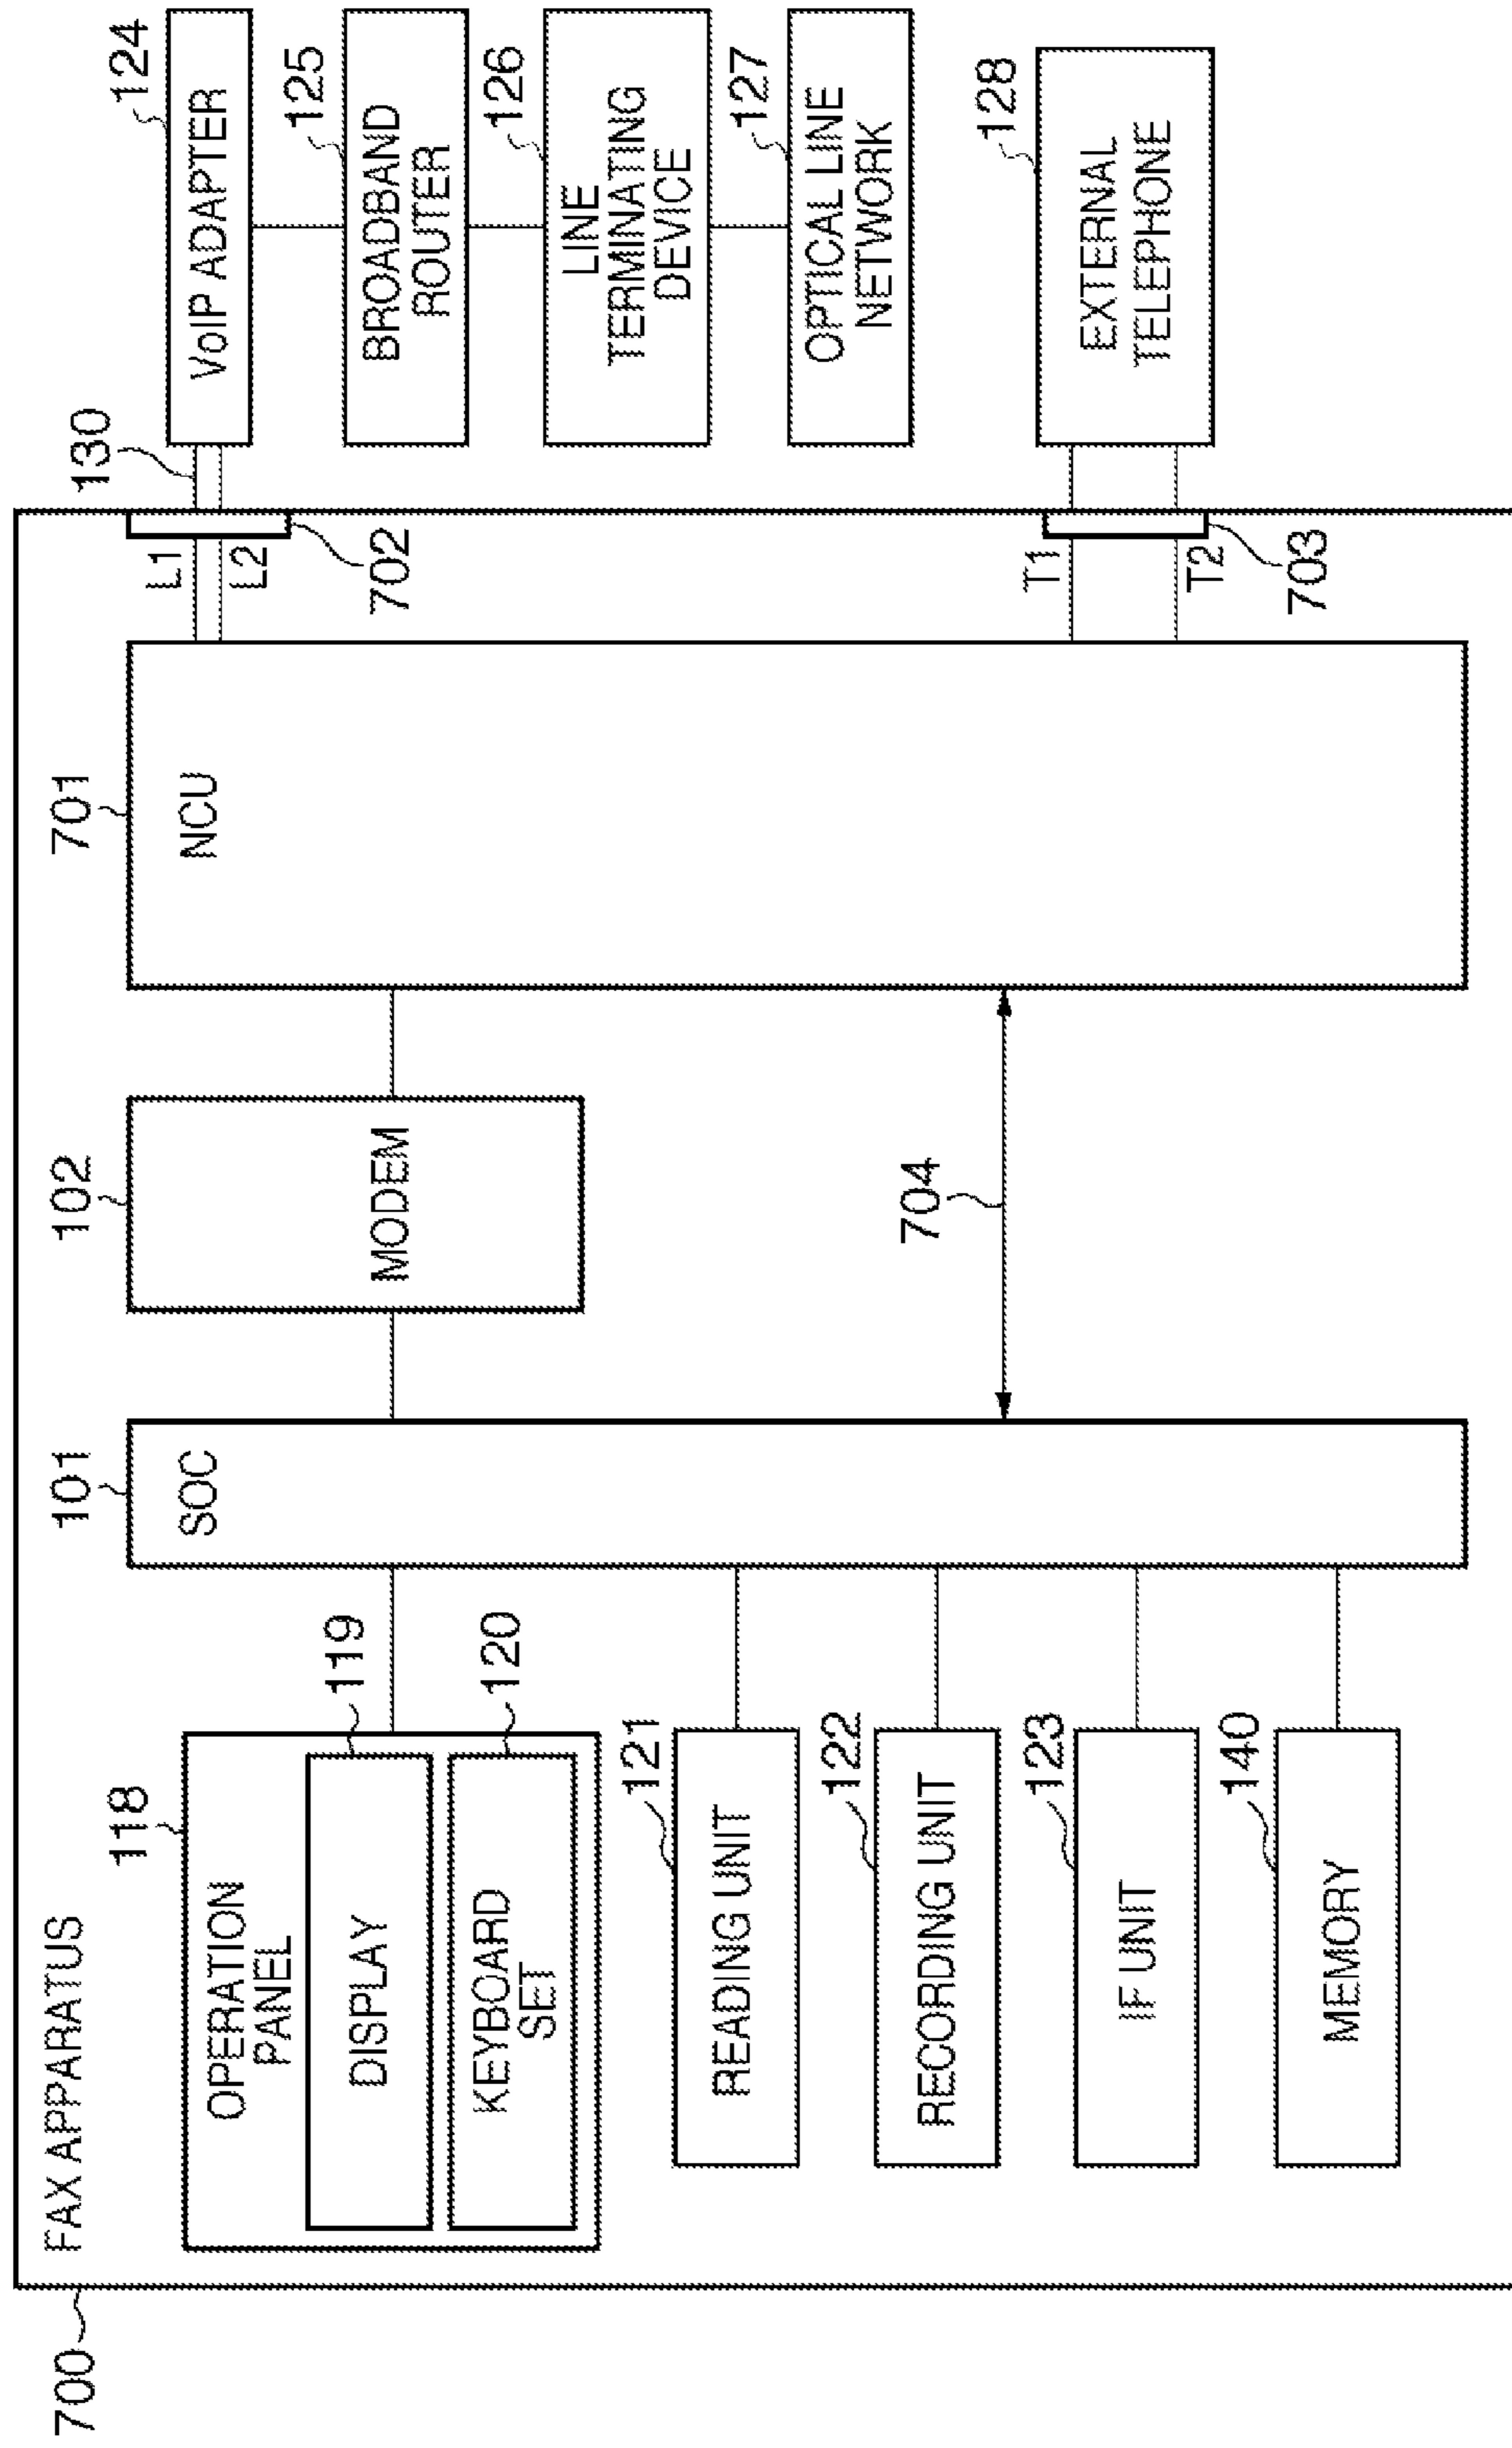 700
FAX APPARATUS
118
OPERATION
PANEL
119
DISPLAY
120
KEYBOARD
SET
121
READING UNIT
122
RECORDING UNIT
123
IF UNIT
140
MEMORY
101
SOC
102
MODEM
704
701
NCU
L1
L2
702
T1
T2
703
130
124
VoIP ADAPTER
125
BROADBAND
ROUTER
126
LINE
TERMINATING
DEVICE
127
OPTICAL LINE
NETWORK
128
EXTERNAL
TELEPHONE